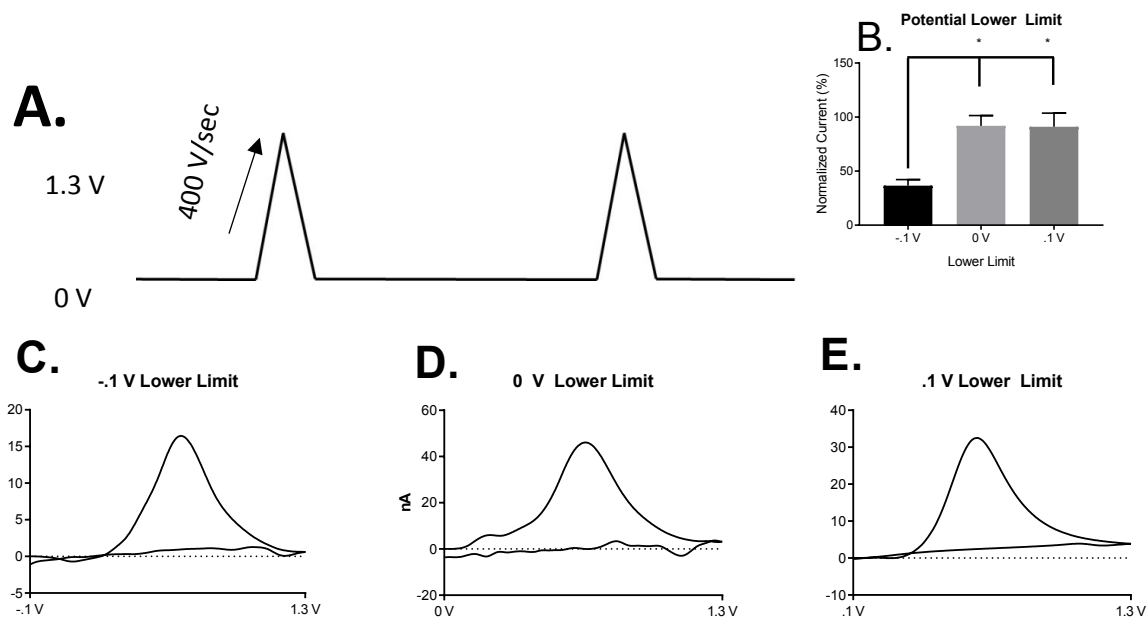 A.
1.3 V
0 V
400 V/sec
B.
Potential Lower Limit
* *
Normalized Current (%)
150
100
50
0
-.1 V 0 V .1 V
Lower Limit
C.
-.1 V Lower Limit
20
15
10
5
0
-5
-.1 V 1.3 V
D.
0 V Lower Limit
nA
60
40
20
0
-20
0 V 1.3 V
E.
.1 V Lower Limit
40
30
20
10
0
-10
.1 V 1.3 V